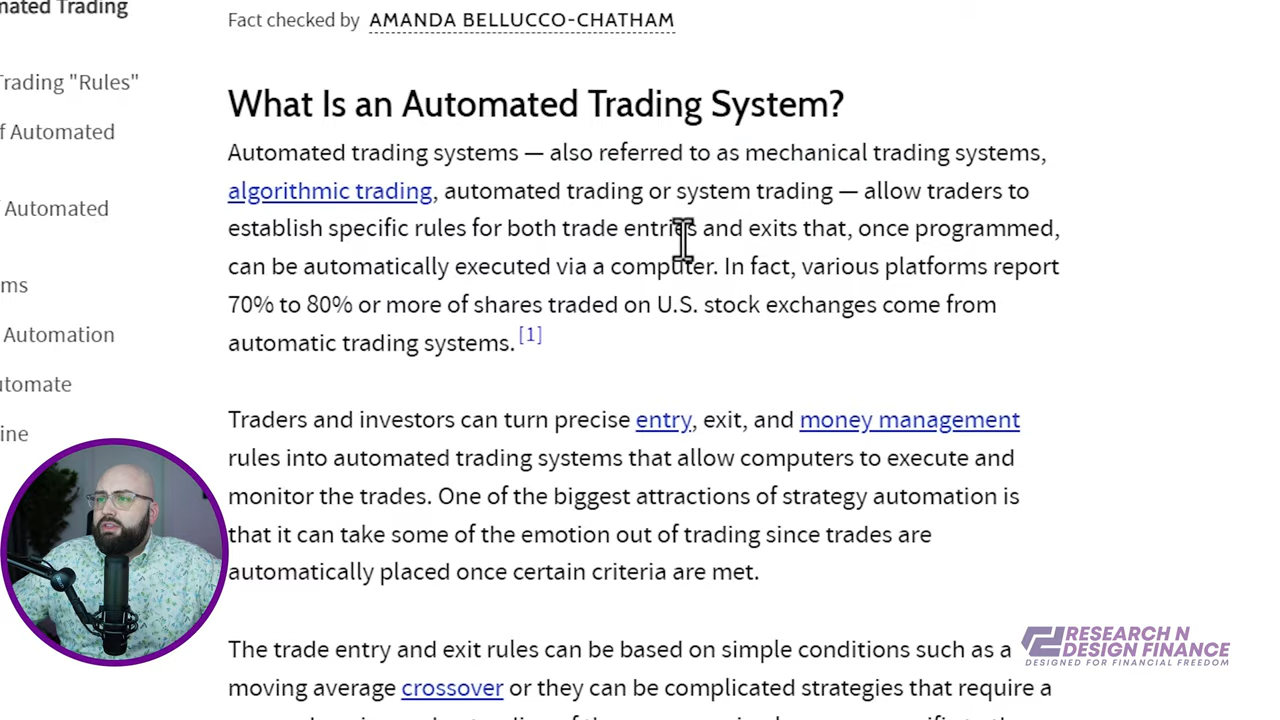 mated Trading
Fact checked by AMANDA BELLUCCO-CHATHAM
Trading "Rules"
What Is an Automated Trading System?
f Automated
Automated trading systems — also referred to as mechanical trading systems,
algorithmic trading, automated trading or system trading — allow traders to
Automated
establish specific rules for both trade entries and exits that, once programmed,
can be automatically executed via a computer. In fact, various platforms report
ms
70% to 80% or more of shares traded on U.S. stock exchanges come from
Automation
automatic trading systems. [1]
utomate
Traders and investors can turn precise entry, exit, and money management
ine
rules into automated trading systems that allow computers to execute and
monitor the trades. One of the biggest attractions of strategy automation is
that it can take some of the emotion out of trading since trades are
automatically placed once certain criteria are met.
The trade entry and exit rules can be based on simple conditions such as a
moving average crossover or they can be complicated strategies that require a
RESEARCH N
DESIGN FINANCE
DESIGNED FOR FINANCIAL FREEDOM